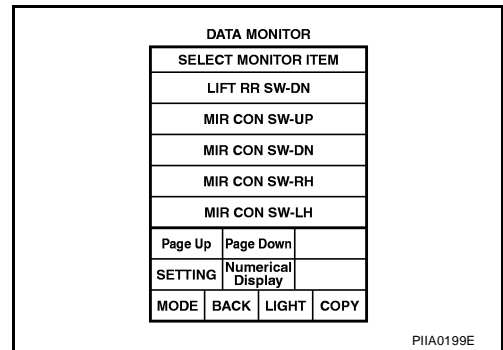 DATA MONITOR
SELECT MONITOR ITEM
LIFT RR SW-DN
MIR CON SW-UP
MIR CON SW-DN
MIR CON SW-RH
MIR CON SW-LH
Page Up Page Down
SETTING Numerical
Display
MODE BACK LIGHT COPY
PIIA0199E